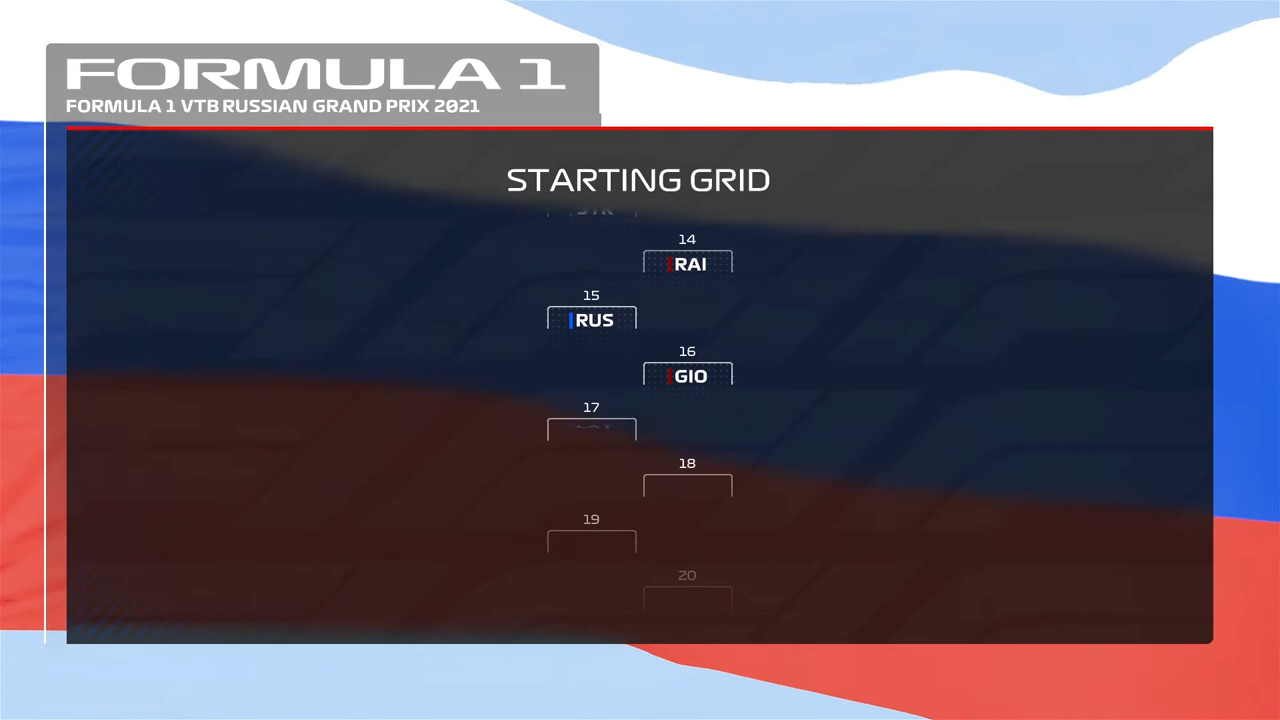 FORMULA 1
FORMULA 1 VTB RUSSIAN GRAND PRIX 2021
STARTING GRID
14
RAI
15
RUS
16
GIO
17
18
19
20